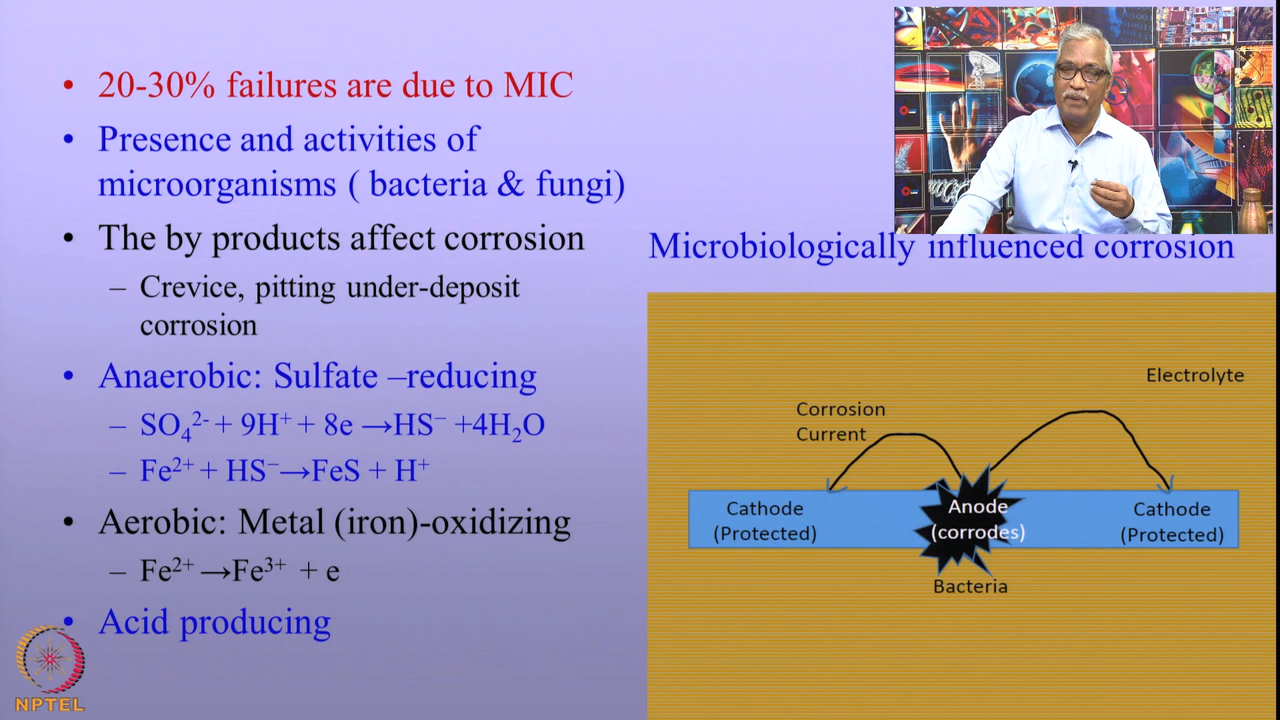 • 20-30% failures are due to MIC
• Presence and activities of
microorganisms ( bacteria & fungi)
• The by products affect corrosion
– Crevice, pitting under-deposit
corrosion
• Anaerobic: Sulfate –reducing
– SO₄²⁻ + 9H⁺ + 8e →HS⁻ +4H₂O
– Fe²⁺ + HS⁻→FeS + H⁺
• Aerobic: Metal (iron)-oxidizing
– Fe²⁺ →Fe³⁺ + e
• Acid producing
NPTEL
Microbiologically influenced corrosion
Electrolyte
Corrosion
Current
Cathode
(Protected)
Anode
(corrodes)
Cathode
(Protected)
Bacteria